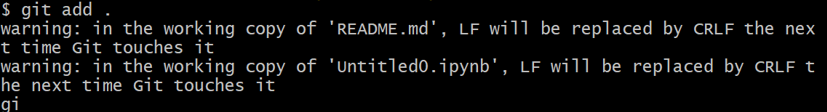 $ git add .
warning: in the working copy of 'README.md', LF will be replaced by CRLF the nex
t time Git touches it
warning: in the working copy of 'Untitled0.ipynb', LF will be replaced by CRLF t
he next time Git touches it
gi